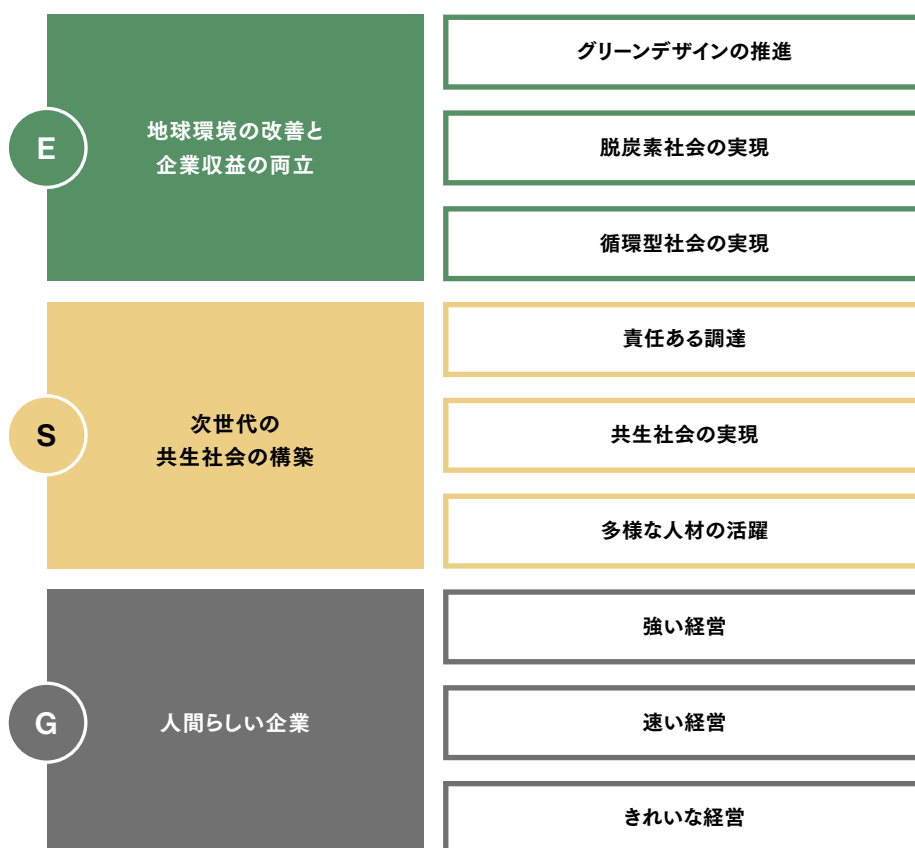 E
地球環境の改善と
企業収益の両立
グリーンデザインの推進
脱炭素社会の実現
循環型社会の実現
S
次世代の
共生社会の構築
責任ある調達
共生社会の実現
多様な人材の活躍
G
人間らしい企業
強い経営
速い経営
きれいな経営